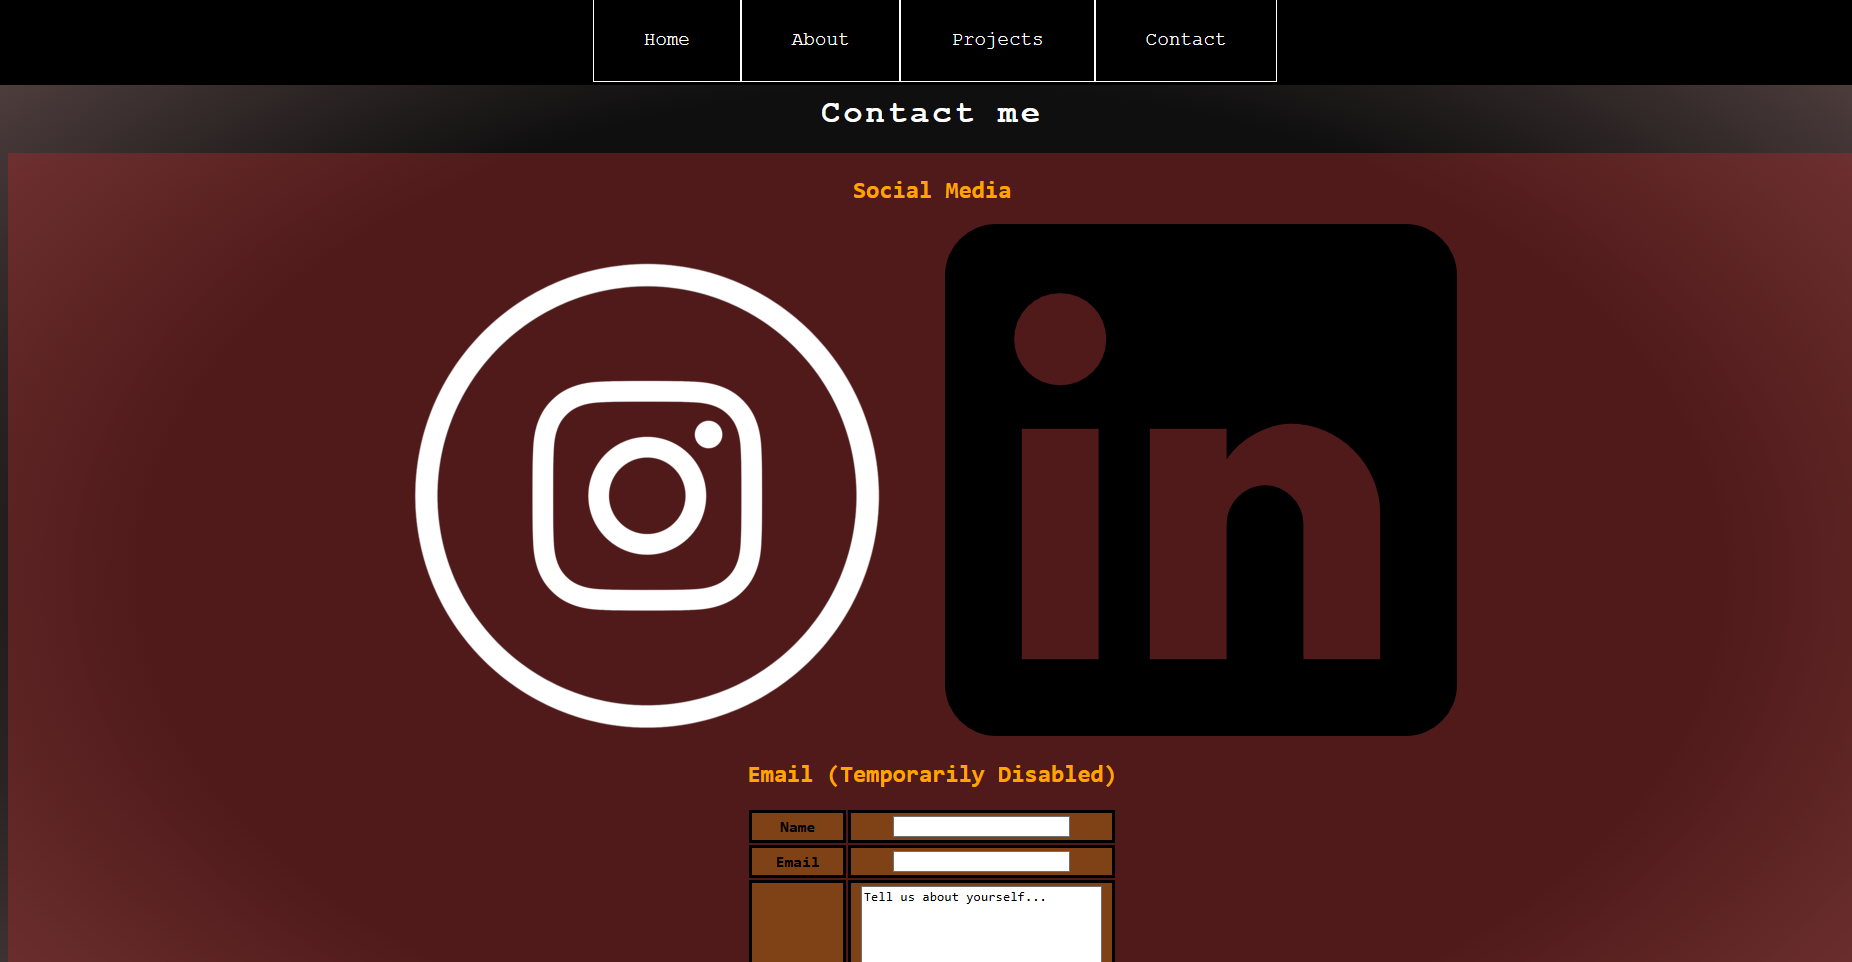 Home About Projects Contact
Contact me
Social Media
in
Email (Temporarily Disabled)
Name
Email
Tell us about yourself...